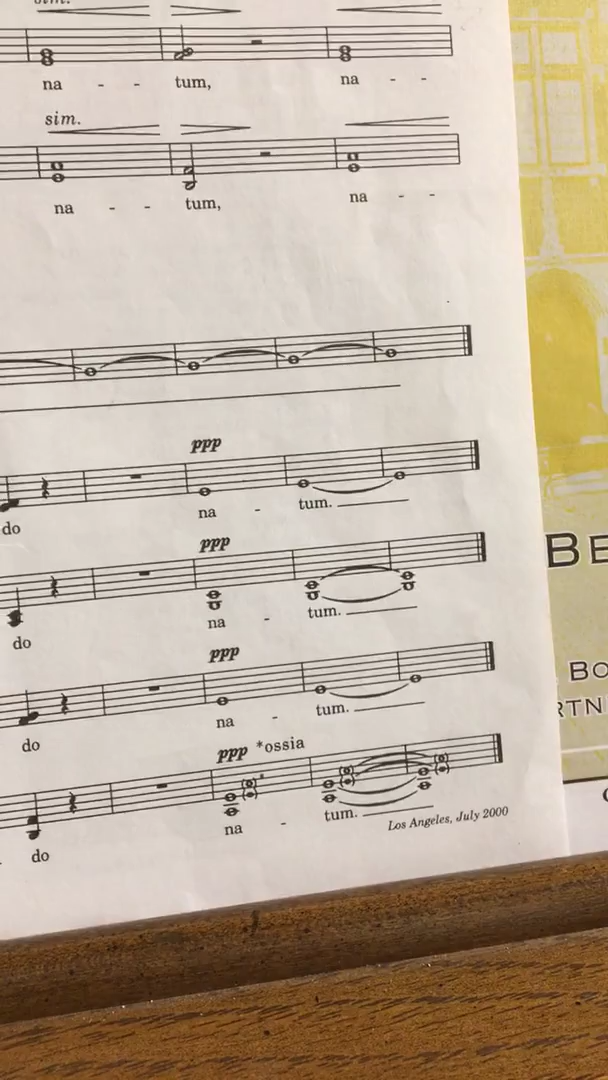 sim.
na - - tum, na - -
sim.
na - - tum, na - -
ppp
do na - tum.
ppp
do na - tum.
ppp
do na - tum.
ppp *ossia
do na - tum.
Los Angeles, July 2000
BE
BO
RTN